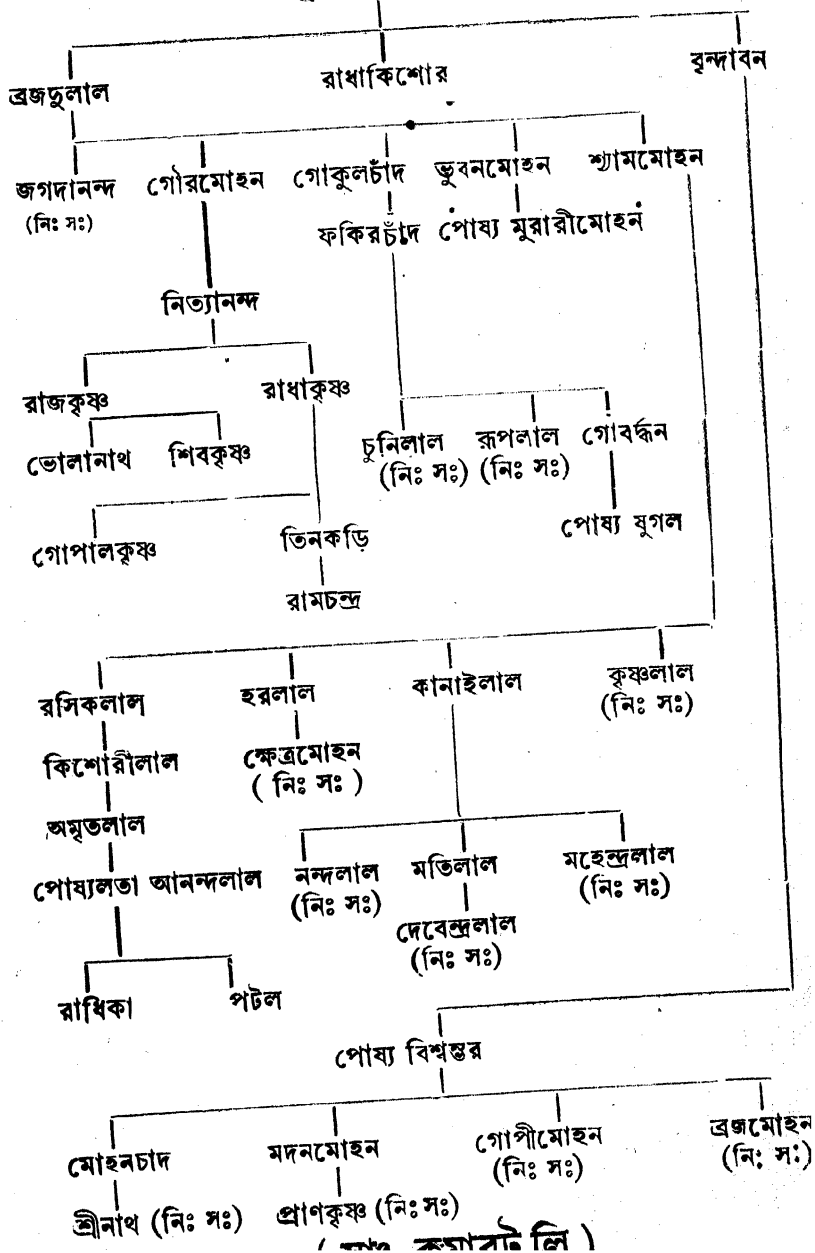 ব্রজদুলাল রাধাকিশোর বৃন্দাবন
জগদানন্দ গৌরমোহন গোকুলচাঁদ ভুবনমোহন শ্যামমোহন
(নিঃ সঃ)
ফকিরচাঁদ পোষ্য মুরারীমোহন
নিত্যানন্দ
রাজকৃষ্ণ রাধাকৃষ্ণ
ভোলানাথ শিবকৃষ্ণ চুনিলাল রূপলাল গোবর্দ্ধন
(নিঃ সঃ) (নিঃ সঃ)
গোপালকৃষ্ণ তিনকড়ি পোষ্য যুগল
রামচন্দ্র
রসিকলাল হরলাল কানাইলাল কৃষ্ণলাল
(নিঃ সঃ)
কিশোরীলাল ক্ষেত্রমোহন
( নিঃ সঃ )
অমৃতলাল
পোষ্যলতা আনন্দলাল নন্দলাল মতিলাল মহেন্দ্রলাল
(নিঃ সঃ) (নিঃ সঃ)
দেবেন্দ্রলাল
(নিঃ সঃ)
রাধিকা পটল
পোষ্য বিশ্বম্ভর
মোহনচাদ মদনমোহন গোপীমোহন ব্রজমোহন
(নিঃ সঃ) (নিঃ সঃ)
শ্রীনাথ (নিঃ সঃ) প্রাণকৃষ্ণ (নিঃসঃ)